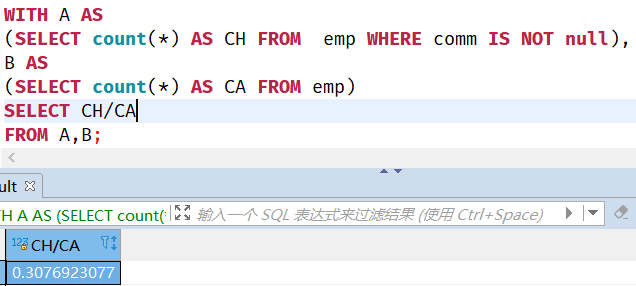 WITH A AS
(SELECT count(*) AS CH FROM  emp WHERE comm IS NOT null),
B AS
(SELECT count(*) AS CA FROM emp)
SELECT CH/CA
FROM A,B;
ult
H A AS (SELECT count(
输入一个 SQL 表达式来过滤结果 (使用 Ctrl+Space)
123 CH/CA
0.3076923077